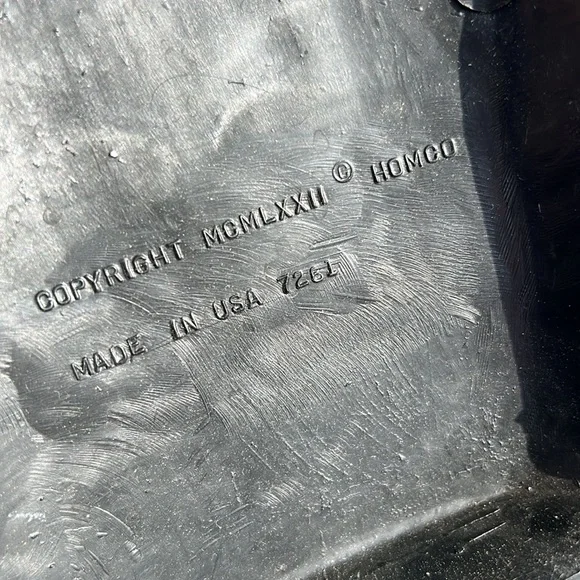 COPYRIGHT MCMLXXII © HOMCO
MADE IN USA 7261